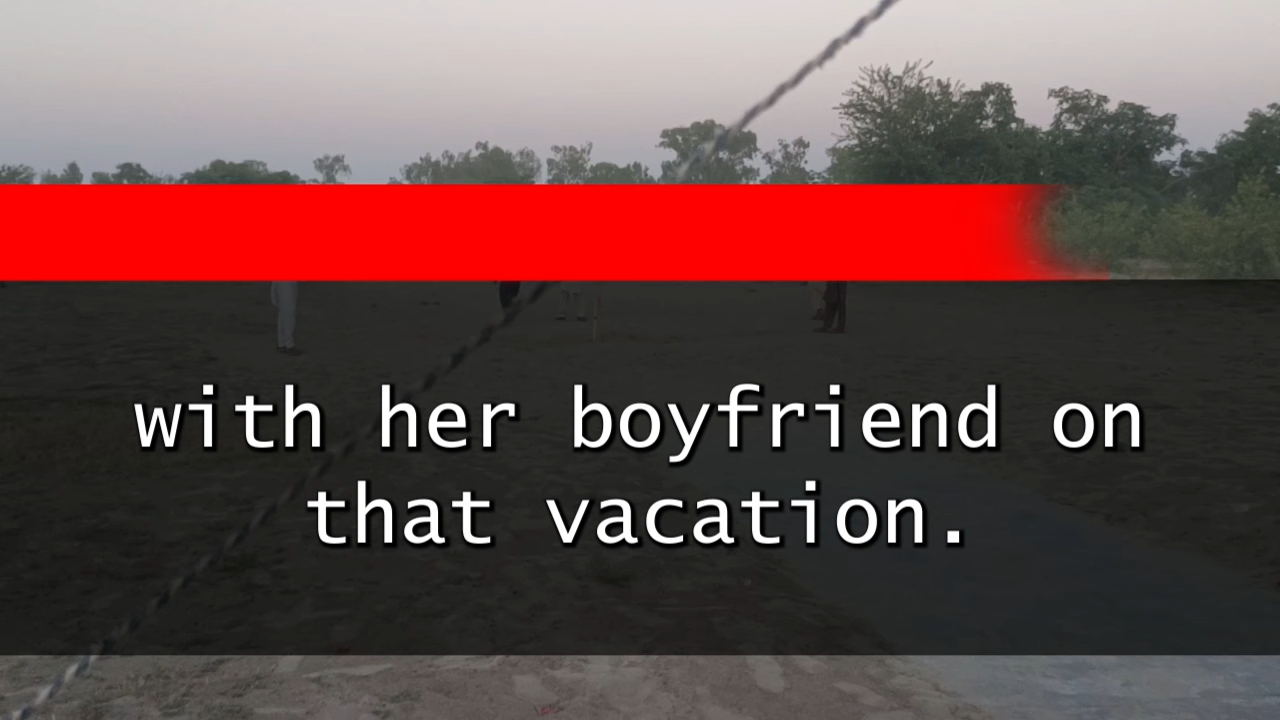 with her boyfriend on
that vacation.